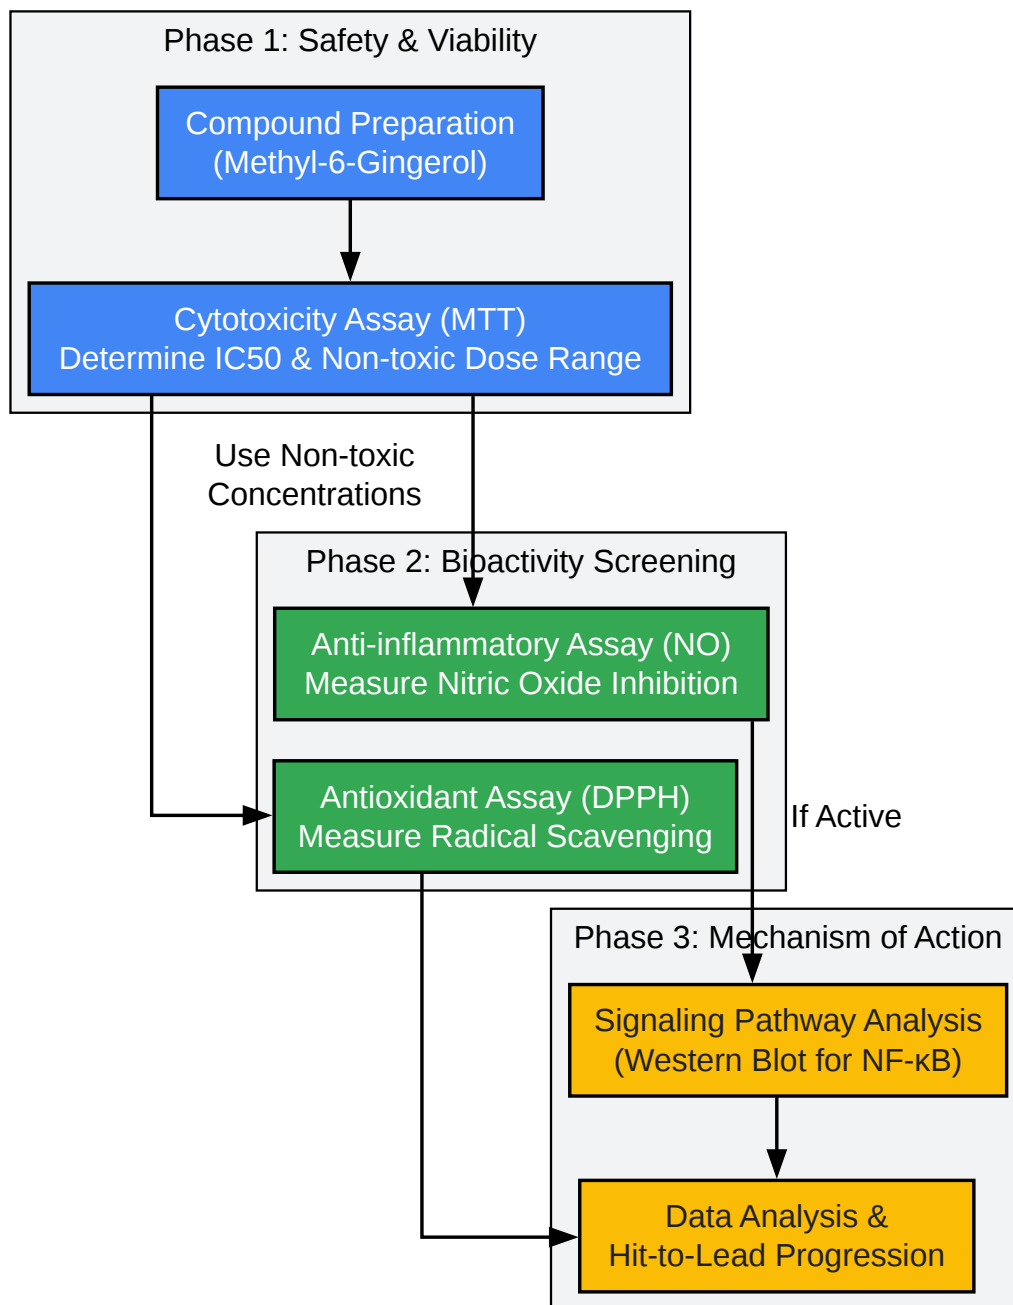 Phase 1: Safety & Viability
Compound Preparation
(Methyl-6-Gingerol)
Cytotoxicity Assay (MTT)
Determine IC50 & Non-toxic Dose Range
Use Non-toxic
Concentrations
Phase 2: Bioactivity Screening
Anti-inflammatory Assay (NO)
Measure Nitric Oxide Inhibition
Antioxidant Assay (DPPH)
Measure Radical Scavenging
If Active
Phase 3: Mechanism of Action
Signaling Pathway Analysis
(Western Blot for NF-κB)
Data Analysis &
Hit-to-Lead Progression